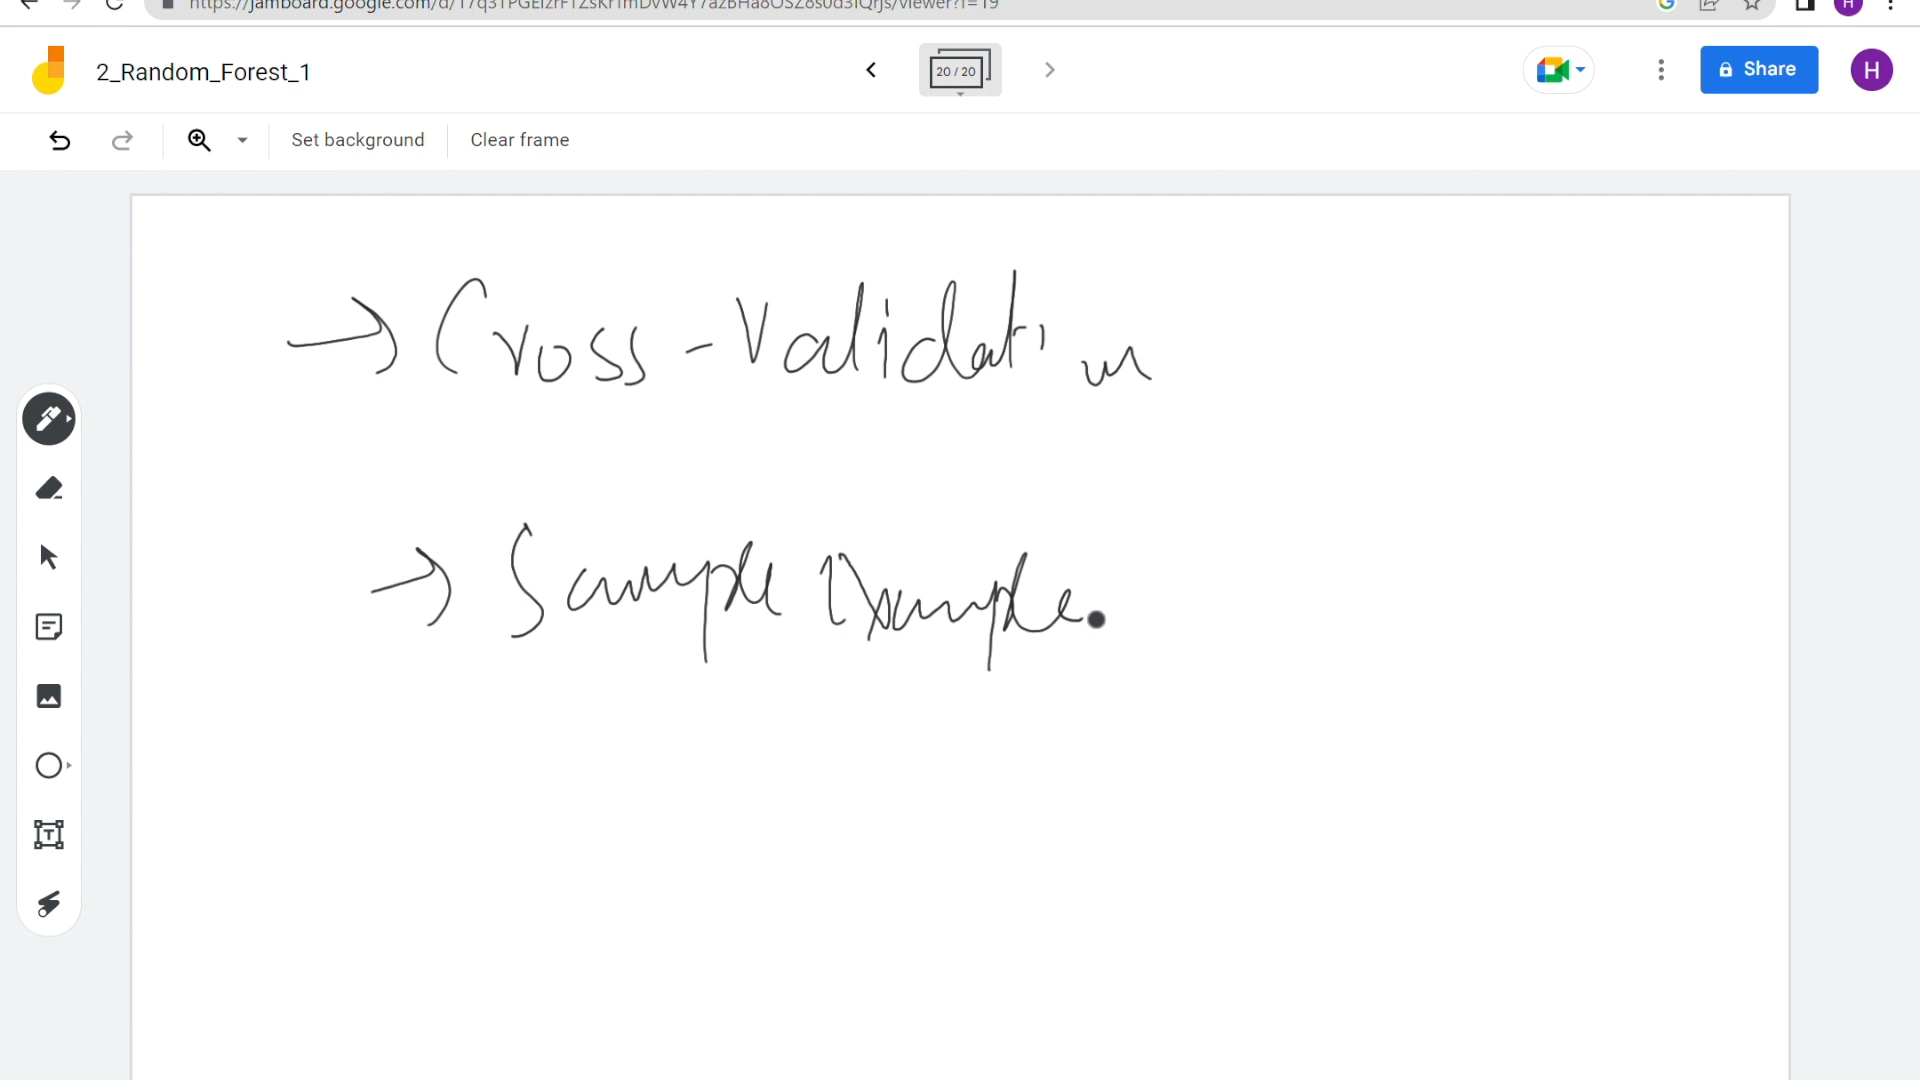 2_Random_Forest_1
20 / 20
Share
H
Set background
Clear frame
→ Cross-Validation
→ Sample Example.